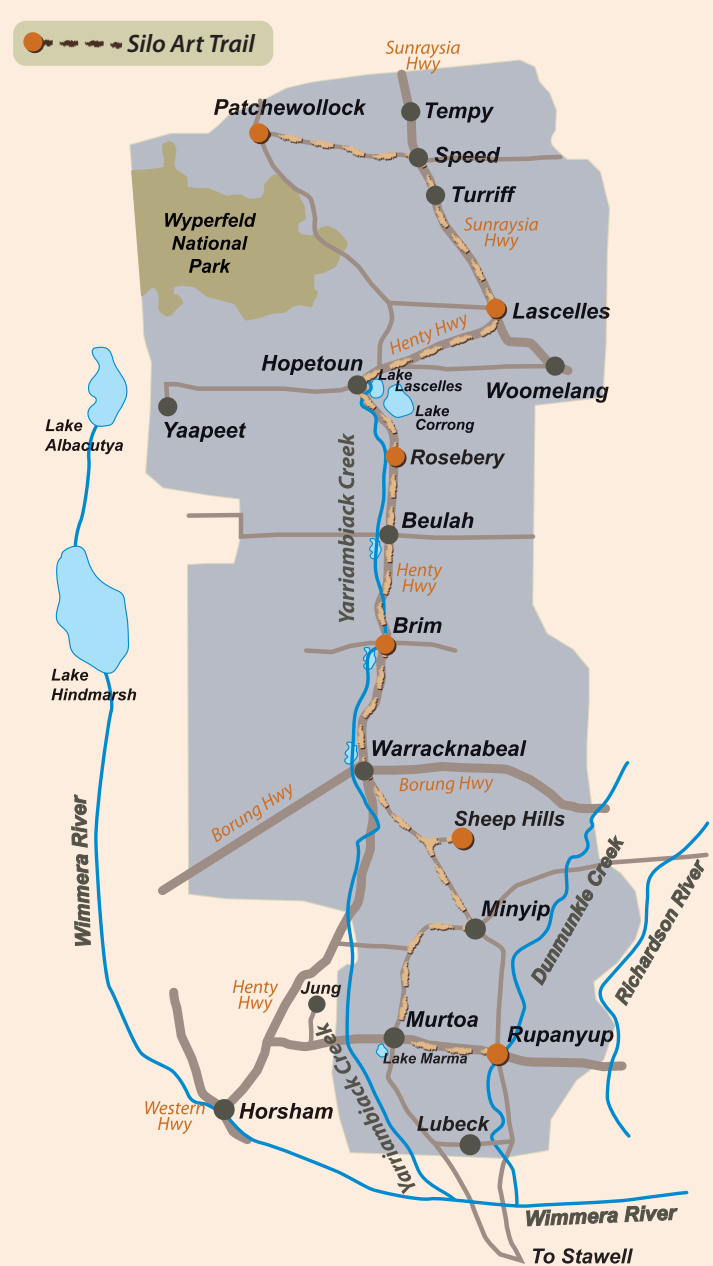 Silo Art Trail
Sunraysia
Hwy
Patchewollock
Tempy
Speed
Turriff
Wyperfeld
National
Park
Sunraysia
Hwy
Lascelles
Henty Hwy
Hopetoun
Lake
Lascelles
Woomelang
Lake
Corrong
Yaapeet
Lake
Albacutya
Rosebery
Yarriambiack Creek
Beulah
Henty
Hwy
Brim
Lake
Hindmarsh
Warracknabeal
Borung Hwy
Borung Hwy
Sheep Hills
Wimmera River
Dunmunkle Creek
Richardson River
Minyip
Henty
Hwy
Jung
Murtoa
Rupanyup
Lake Marma
Yarriambiack Creek
Western
Hwy
Horsham
Lubeck
Wimmera River
To Stawell